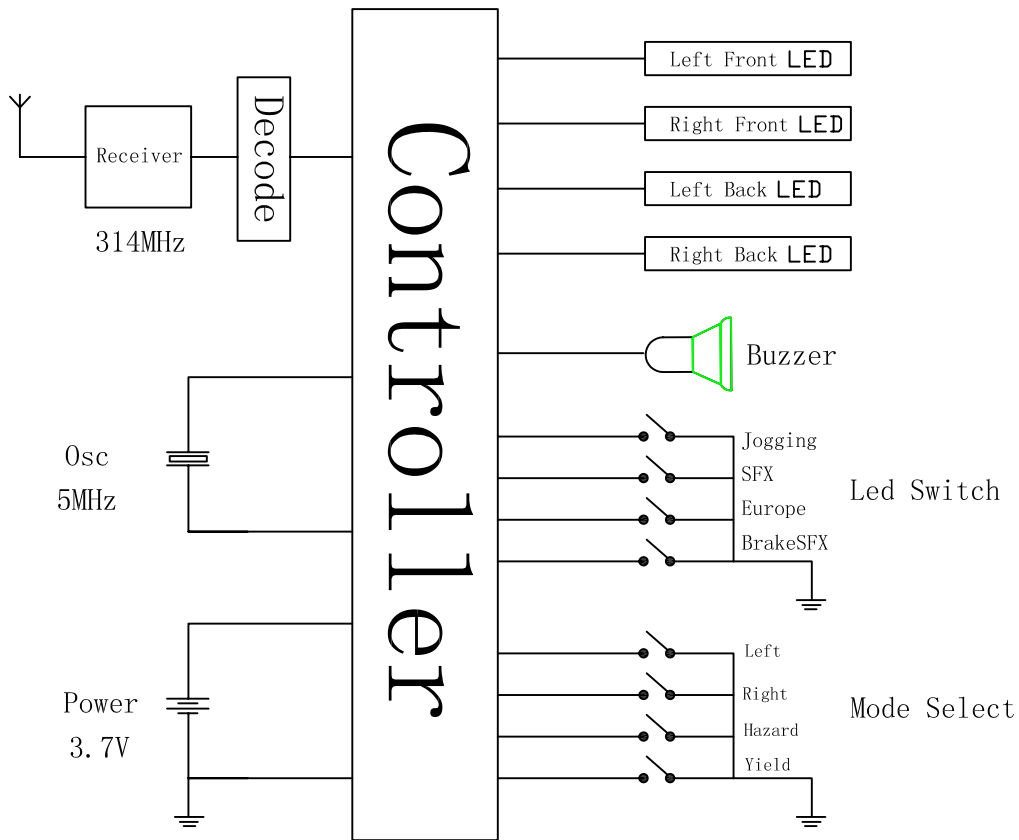 Receiver
314MHz
Decode
Controller
Left Front LED
Right Front LED
Left Back LED
Right Back LED
Buzzer
Osc
5MHz
Jogging
SFX
Europe
BrakeSFX
Led Switch
Power
3.7V
Left
Right
Hazard
Yield
Mode Select